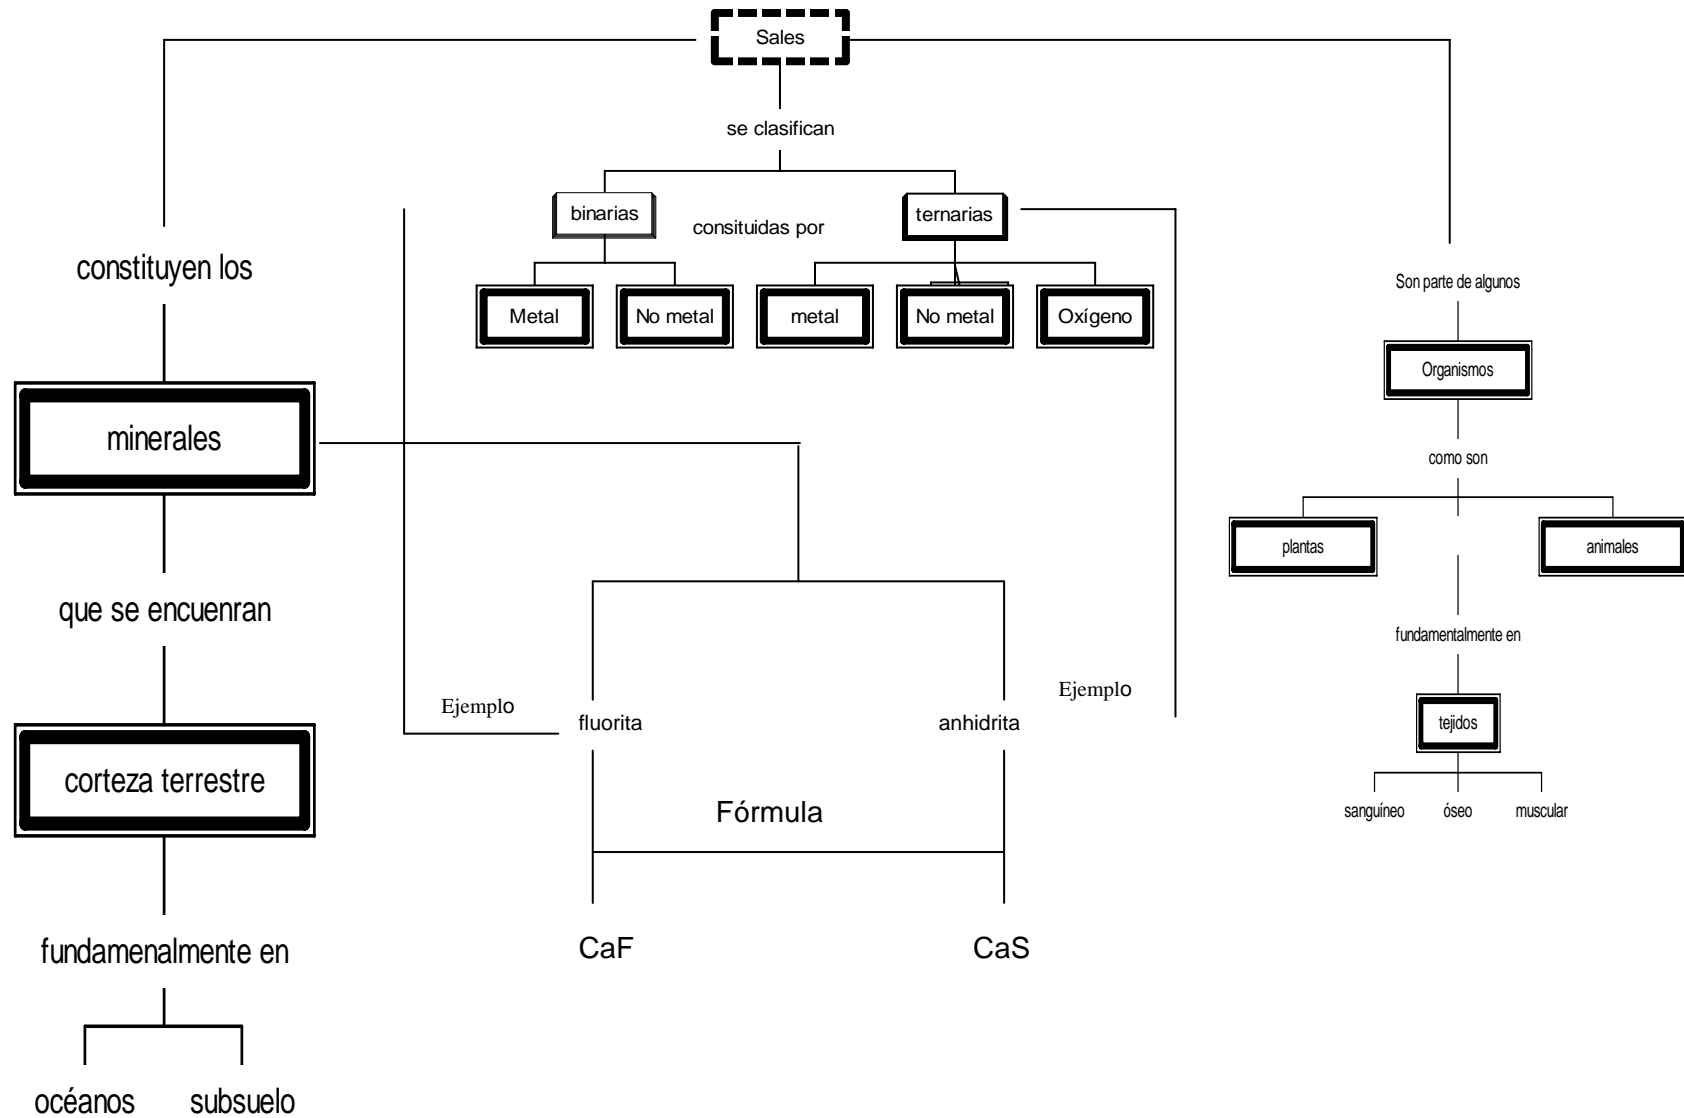 Sales
se clasifican
binarias
consituidas por
ternarias
Metal
No metal
metal
No metal
Oxígeno
constituyen los
minerales
que se encuenran
corteza terrestre
fundamenalmente en
océanos
subsuelo
Ejemplo
fluorita
anhidrita
Ejemplo
Fórmula
CaF
CaS
Son parte de algunos
Organismos
como son
plantas
animales
fundamentalmente en
tejidos
sanguíneo
óseo
muscular